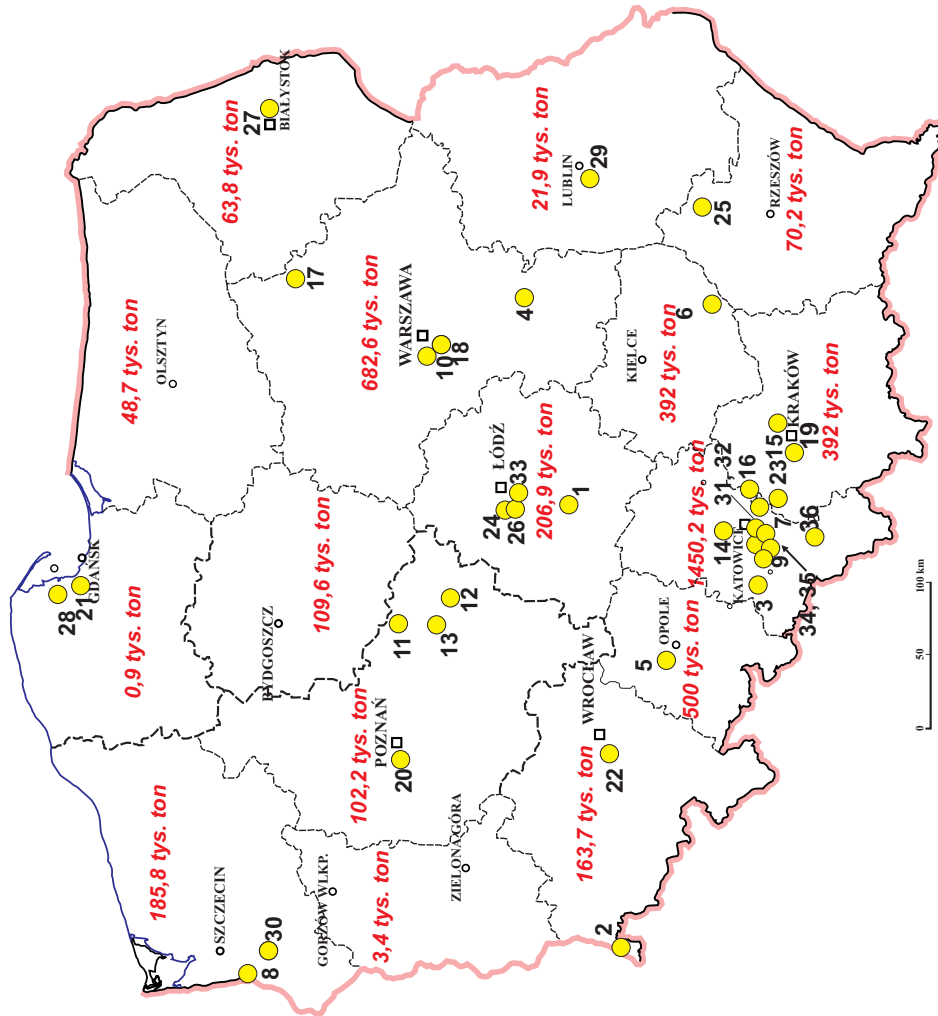 28
21
GDAŃSK
0,9 tys. ton
185,8 tys. ton
SZCZECIN
8
30
48,7 tys. ton
OLSZTYN
63,8 tys. ton
27
BIAŁYSTOK
17
BYDGOSZCZ
109,6 tys. ton
GORZÓW WLKP.
3,4 tys. ton
ZIELONA GÓRA
102,2 tys. ton
POZNAŃ
20
11
13
12
682,6 tys. ton
WARSZAWA
10
18
4
ŁÓDŹ
24
26
33
206,9 tys. ton
1
21,9 tys. ton
LUBLIN
29
2
163,7 tys. ton
WROCŁAW
22
5
OPOLE
500 tys. ton
KIELCE
392 tys. ton
6
25
RZESZÓW
70,2 tys. ton
1450,2 tys. ton
31, 32
KATOWICE
14
16
3
9
7
23
15
19
KRAKÓW
392 tys. ton
36
34, 35
0
50
100 km